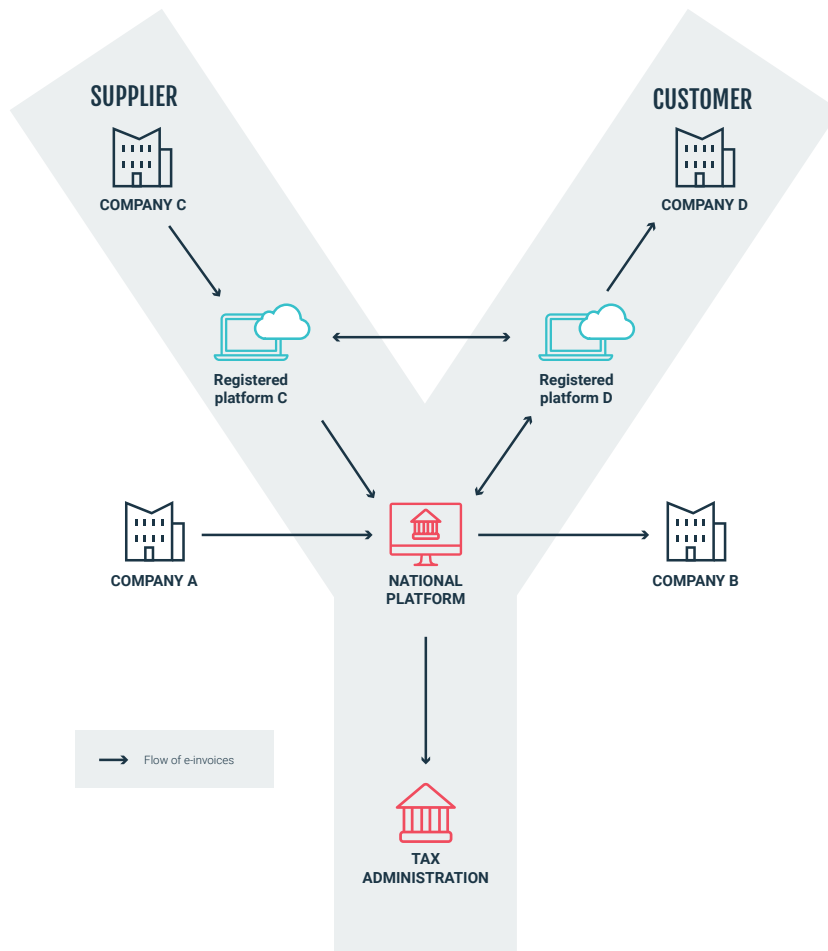 SUPPLIER
CUSTOMER
COMPANY C
COMPANY D
Registered
platform C
Registered
platform D
COMPANY A
NATIONAL
PLATFORM
COMPANY B
Flow of e-invoices
TAX
ADMINISTRATION